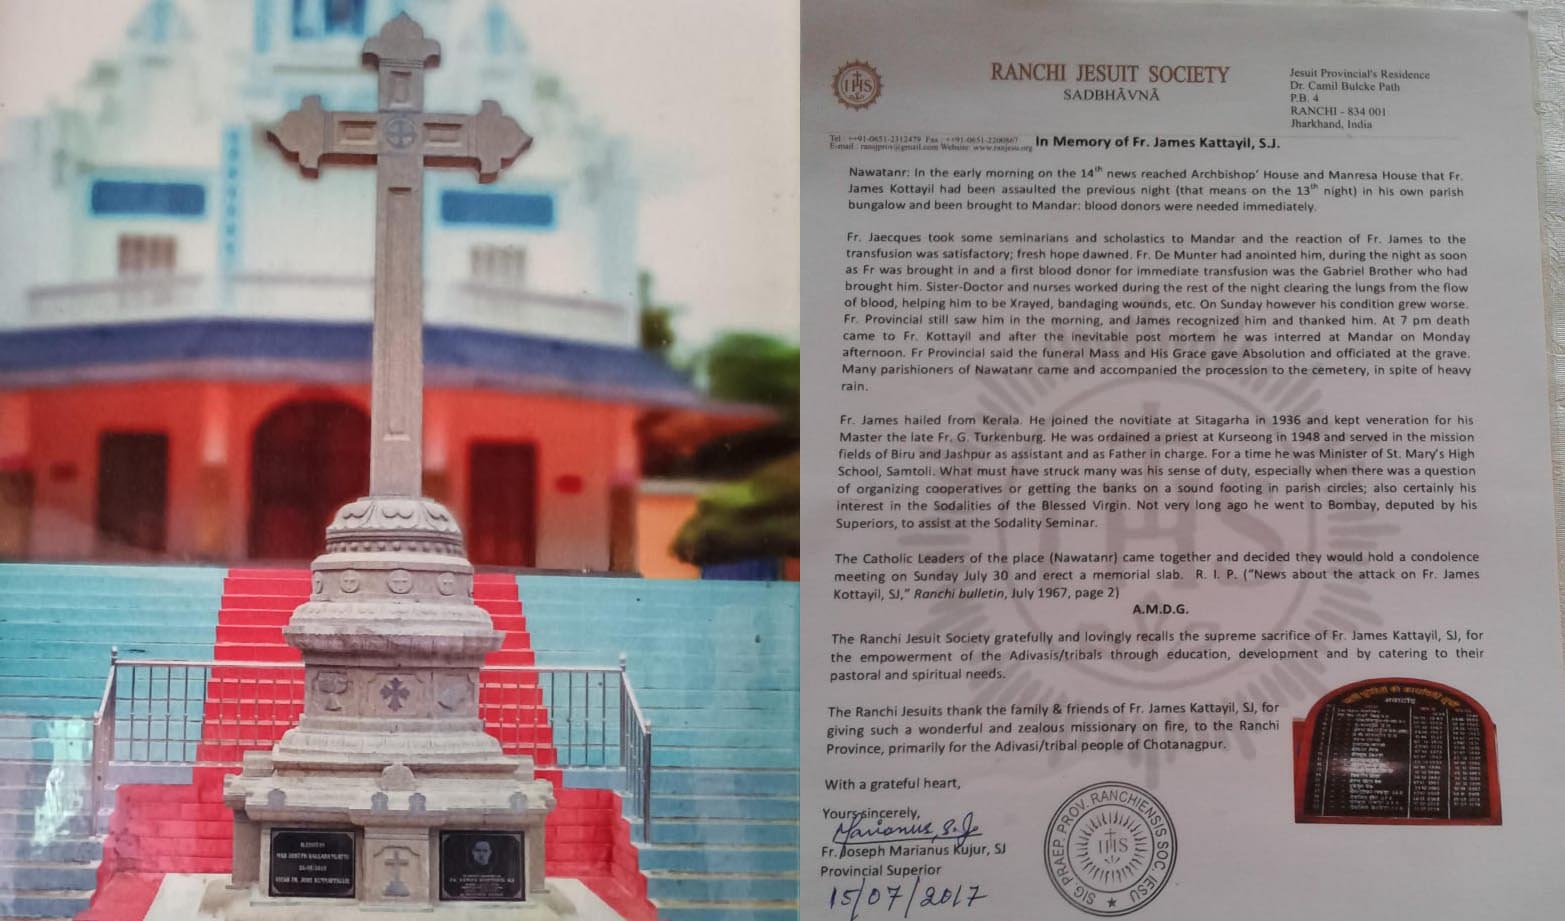 BLESSED BY
MAR JOSEPH KALLARANGATTU
RANCHI JESUIT SOCIETY
SADBHĀVNĀ
Jesuit Provincial's Residence
Dr. Camil Bulcke Path
P.B. 4
RANCHI - 834 001
Jharkhand, India
IHS
Tel : ++91-0651-2312479 Fax : ++91-0651-2200867
E-mail : ranjprov@gmail.com Website: www.ranjesu.org
In Memory of Fr. James Kattayil, S.J.
Nawatanr: In the early morning on the 14th news reached Archbishop' House and Manresa House that Fr.
James Kottayil had been assaulted the previous night (that means on the 13th night) in his own parish
bungalow and been brought to Mandar: blood donors were needed immediately.
Fr. Jaecques took some seminarians and scholastics to Mandar and the reaction of Fr. James to the
transfusion was satisfactory; fresh hope dawned. Fr. De Munter had anointed him, during the night as soon
as Fr was brought in and a first blood donor for immediate transfusion was the Gabriel Brother who had
brought him. Sister-Doctor and nurses worked during the rest of the night clearing the lungs from the flow
of blood, helping him to be Xrayed, bandaging wounds, etc. On Sunday however his condition grew worse.
Fr. Provincial still saw him in the morning, and James recognized him and thanked him. At 7 pm death
came to Fr. Kottayil and after the inevitable post mortem he was interred at Mandar on Monday
afternoon. Fr Provincial said the funeral Mass and His Grace gave Absolution and officiated at the grave.
Many parishioners of Nawatanr came and accompanied the procession to the cemetery, in spite of heavy
rain.
Fr. James hailed from Kerala. He joined the novitiate at Sitagarha in 1936 and kept veneration for his
Master the late Fr. G. Turkenburg. He was ordained a priest at Kurseong in 1948 and served in the mission
fields of Biru and Jashpur as assistant and as Father in charge. For a time he was Minister of St. Mary's High
School, Samtoli. What must have struck many was his sense of duty, especially when there was a question
of organizing cooperatives or getting the banks on a sound footing in parish circles; also certainly his
interest in the Sodalities of the Blessed Virgin. Not very long ago he went to Bombay, deputed by his
Superiors, to assist at the Sodality Seminar.
The Catholic Leaders of the place (Nawatanr) came together and decided they would hold a condolence
meeting on Sunday July 30 and erect a memorial slab. R. I. P. ("News about the attack on Fr. James
Kottayil, SJ," Ranchi bulletin, July 1967, page 2)
A.M.D.G.
The Ranchi Jesuit Society gratefully and lovingly recalls the supreme sacrifice of Fr. James Kattayil, SJ, for
the empowerment of the Adivasis/tribals through education, development and by catering to their
pastoral and spiritual needs.
The Ranchi Jesuits thank the family & friends of Fr. James Kattayil, SJ, for
giving such a wonderful and zealous missionary on fire, to the Ranchi
Province, primarily for the Adivasi/tribal people of Chotanagpur.
With a grateful heart,
Yours sincerely,
Marianus, S.J.
Fr. Joseph Marianus Kujur, SJ
Provincial Superior
15/07/2017
SIG. PRAEP. PROV. RANCHIENSIS SOC. IESU
IHS